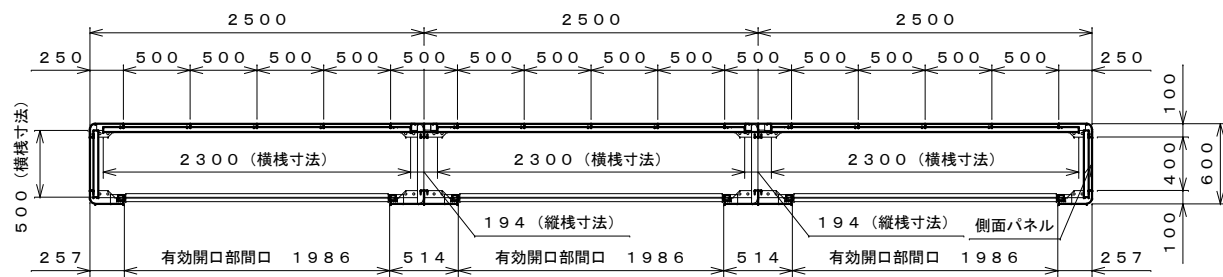 ２５００ ２５００ ２５００
２５０ ５００ ５００ ５００ ５００ ５００ ５００ ５００ ５００ ５００ ５００ ５００ ５００ ５００ ５００ ２５０
５００（横桟寸法）
１００
２３００（横桟寸法） ２３００（横桟寸法） ２３００（横桟寸法）
４００
６００
１９４（縦桟寸法） １９４（縦桟寸法） 側面パネル
１００
２５７ 有効開口部間口 １９８６ ５１４ 有効開口部間口 １９８６ ５１４ 有効開口部間口 １９８６ ２５７